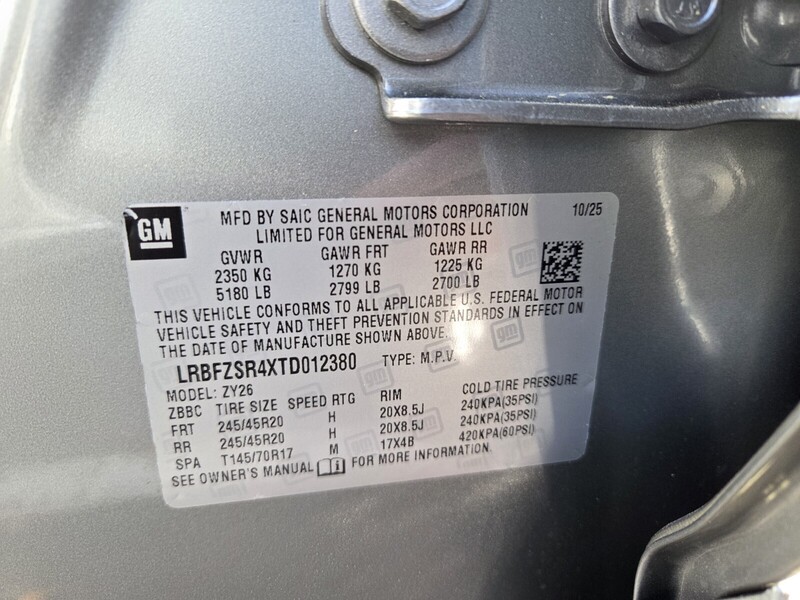 GM MFD BY SAIC GENERAL MOTORS CORPORATION 10/25
LIMITED FOR GENERAL MOTORS LLC
GVWR GAWR FRT GAWR RR
2350 KG 1270 KG 1225 KG
5180 LB 2799 LB 2700 LB
THIS VEHICLE CONFORMS TO ALL APPLICABLE U.S. FEDERAL MOTOR
VEHICLE SAFETY AND THEFT PREVENTION STANDARDS IN EFFECT ON
THE DATE OF MANUFACTURE SHOWN ABOVE.
LRBFZSR4XTD012380 TYPE: M.P.V.
MODEL: ZY26
ZBBC TIRE SIZE SPEED RTG RIM COLD TIRE PRESSURE
FRT 245/45R20 H 20X8.5J 240KPA(35PSI)
RR 245/45R20 H 20X8.5J 240KPA(35PSI)
SPA T145/70R17 M 17X4B 420KPA(60PSI)
SEE OWNER'S MANUAL FOR MORE INFORMATION.